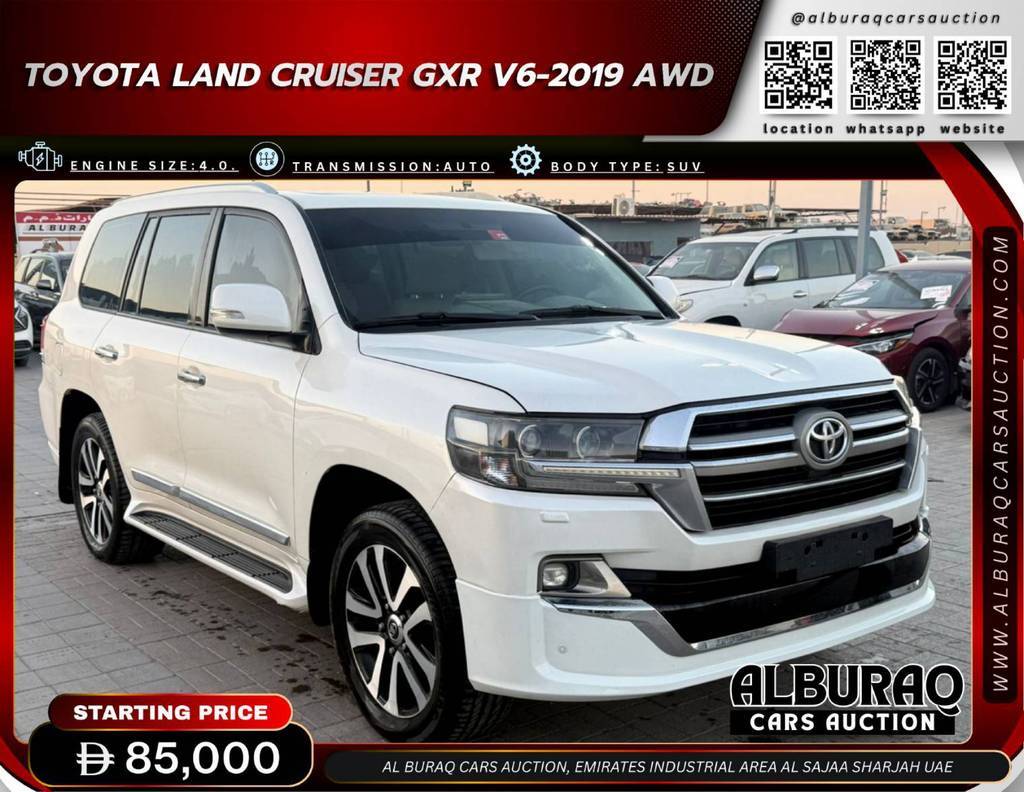 @alburaqcarsauction
TOYOTA LAND CRUISER GXR V6-2019 AWD
location whatsapp website
ENGINE SIZE:4.0.
TRANSMISSION:AUTO
BODY TYPE: SUV
AL BURA
WWW.ALBURAQCARSAUCTION.COM
ALBURAQ
CARS AUCTION
STARTING PRICE
85,000
AL BURAQ CARS AUCTION, EMIRATES INDUSTRIAL AREA AL SAJAA SHARJAH UAE